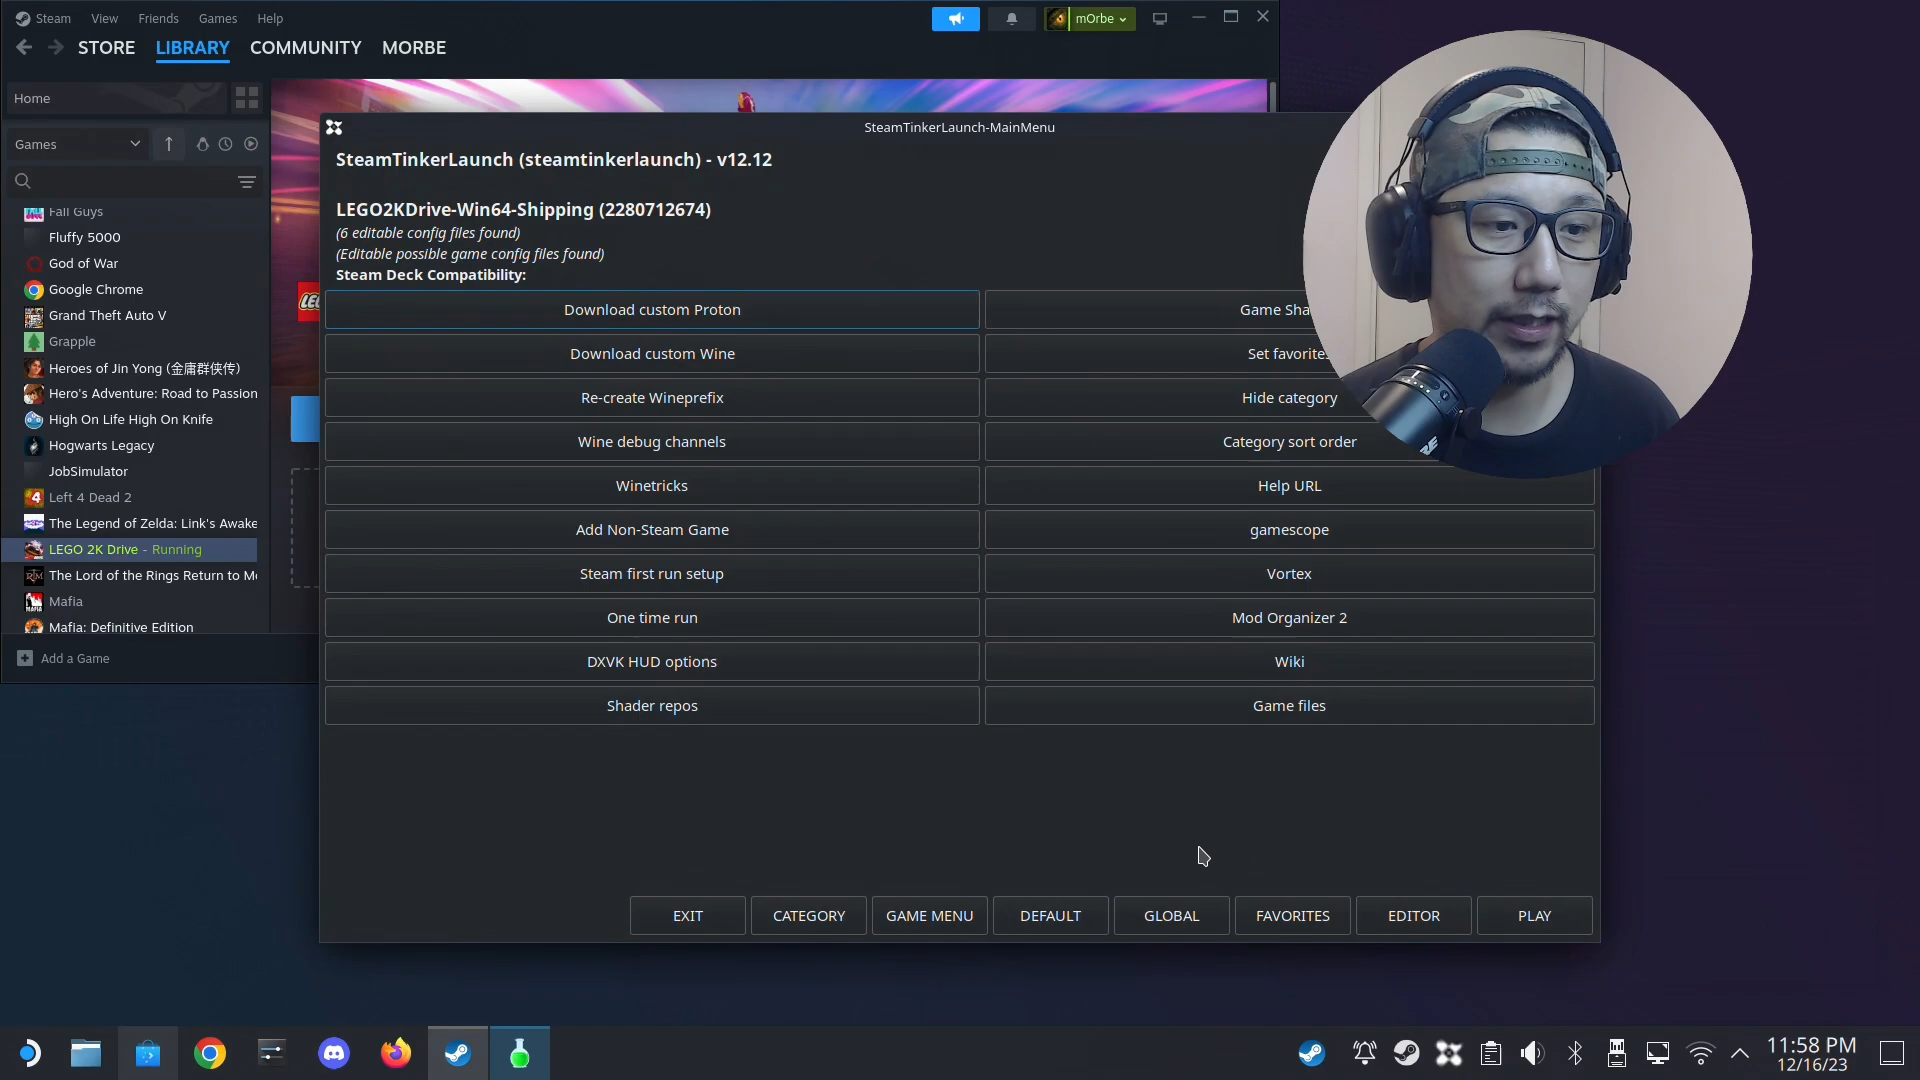 Steam View Friends Games Help
mOrbe
STORE LIBRARY COMMUNITY MORBE
Home
Games
SteamTinkerLaunch-MainMenu
SteamTinkerLaunch (steamtinkerlaunch) - v12.12
LEGO2KDrive-Win64-Shipping (2280712674)
(6 editable config files found)
(Editable possible game config files found)
Steam Deck Compatibility:
Fall Guys
Fluffy 5000
God of War
Google Chrome
Grand Theft Auto V
Grapple
Heroes of Jin Yong (金庸群侠传)
Hero's Adventure: Road to Passion
High On Life High On Knife
Hogwarts Legacy
JobSimulator
Left 4 Dead 2
The Legend of Zelda: Link's Awake
LEGO 2K Drive - Running
The Lord of the Rings Return to Mo
Mafia
Mafia: Definitive Edition
Add a Game
Download custom Proton
Game Sha
Download custom Wine
Set favorites
Re-create Wineprefix
Hide category
Wine debug channels
Category sort order
Winetricks
Help URL
Add Non-Steam Game
gamescope
Steam first run setup
Vortex
One time run
Mod Organizer 2
DXVK HUD options
Wiki
Shader repos
Game files
EXIT CATEGORY GAME MENU DEFAULT GLOBAL FAVORITES EDITOR PLAY
11:58 PM
12/16/23